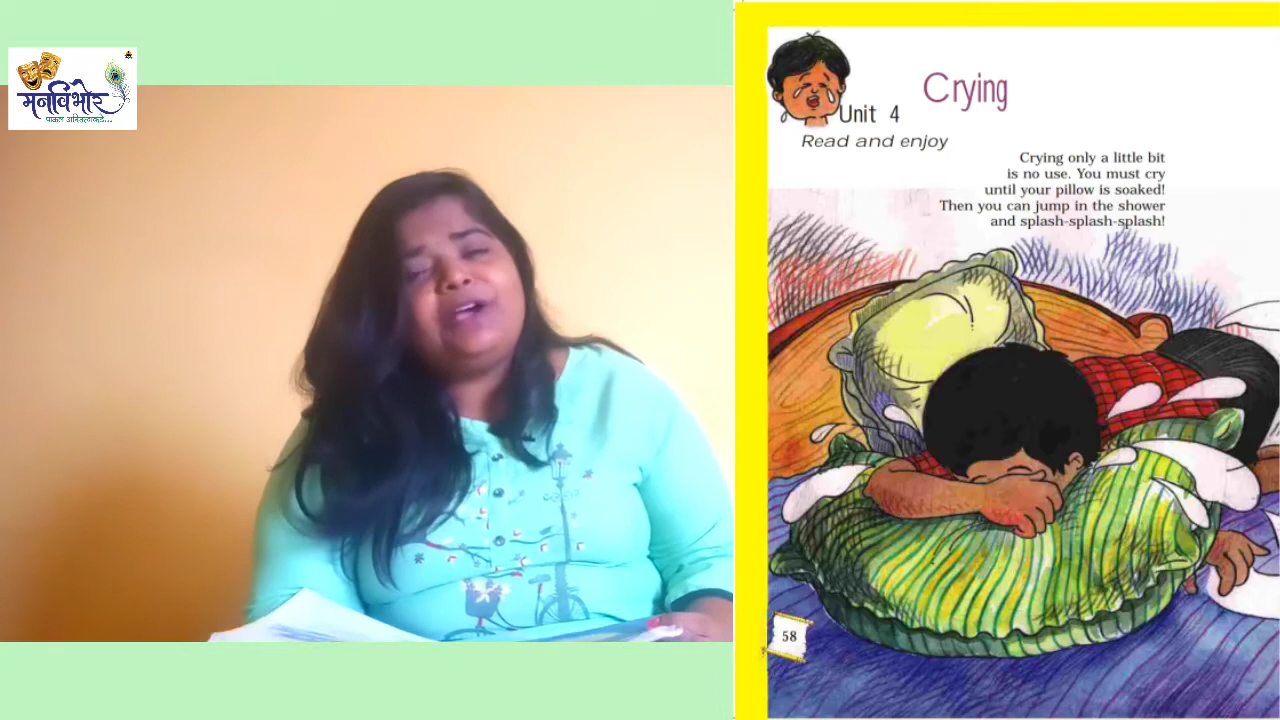 मनविभोर
Crying
Unit 4
Read and enjoy
Crying only a little bit
is no use. You must cry
until your pillow is soaked!
Then you can jump in the shower
and splash-splash-splash!
58